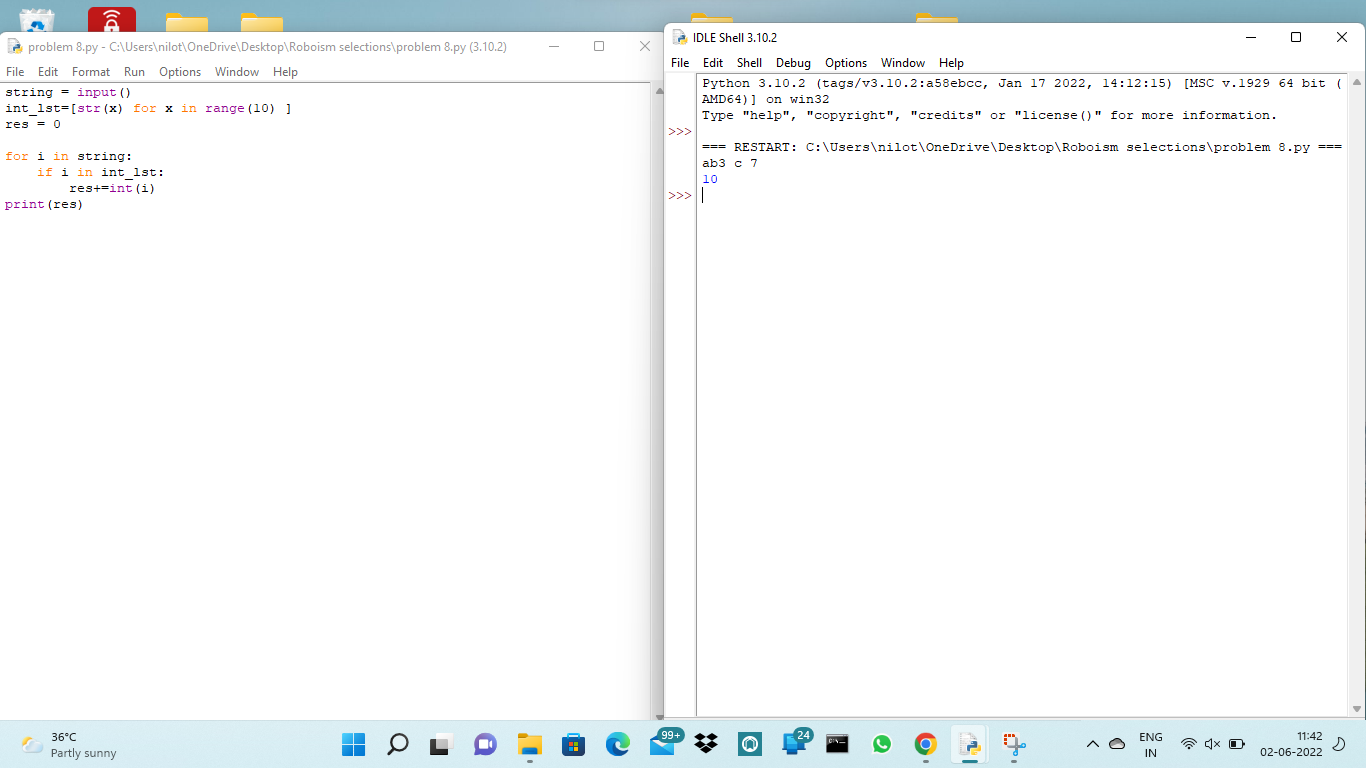 problem 8.py - C:\Users\nilot\OneDrive\Desktop\Roboism selections\problem 8.py (3.10.2)
File Edit Format Run Options Window Help
string = input()
int_lst=[str(x) for x in range(10) ]
res = 0
for i in string:
    if i in int_lst:
        res+=int(i)
print(res)
IDLE Shell 3.10.2
File Edit Shell Debug Options Window Help
Python 3.10.2 (tags/v3.10.2:a58ebcc, Jan 17 2022, 14:12:15) [MSC v.1929 64 bit (
AMD64)] on win32
Type "help", "copyright", "credits" or "license()" for more information.
>>>
=== RESTART: C:\Users\nilot\OneDrive\Desktop\Roboism selections\problem 8.py ===
ab3 c 7
10
>>>
36°C
Partly sunny
99+
24
ENG
IN
11:42
02-06-2022